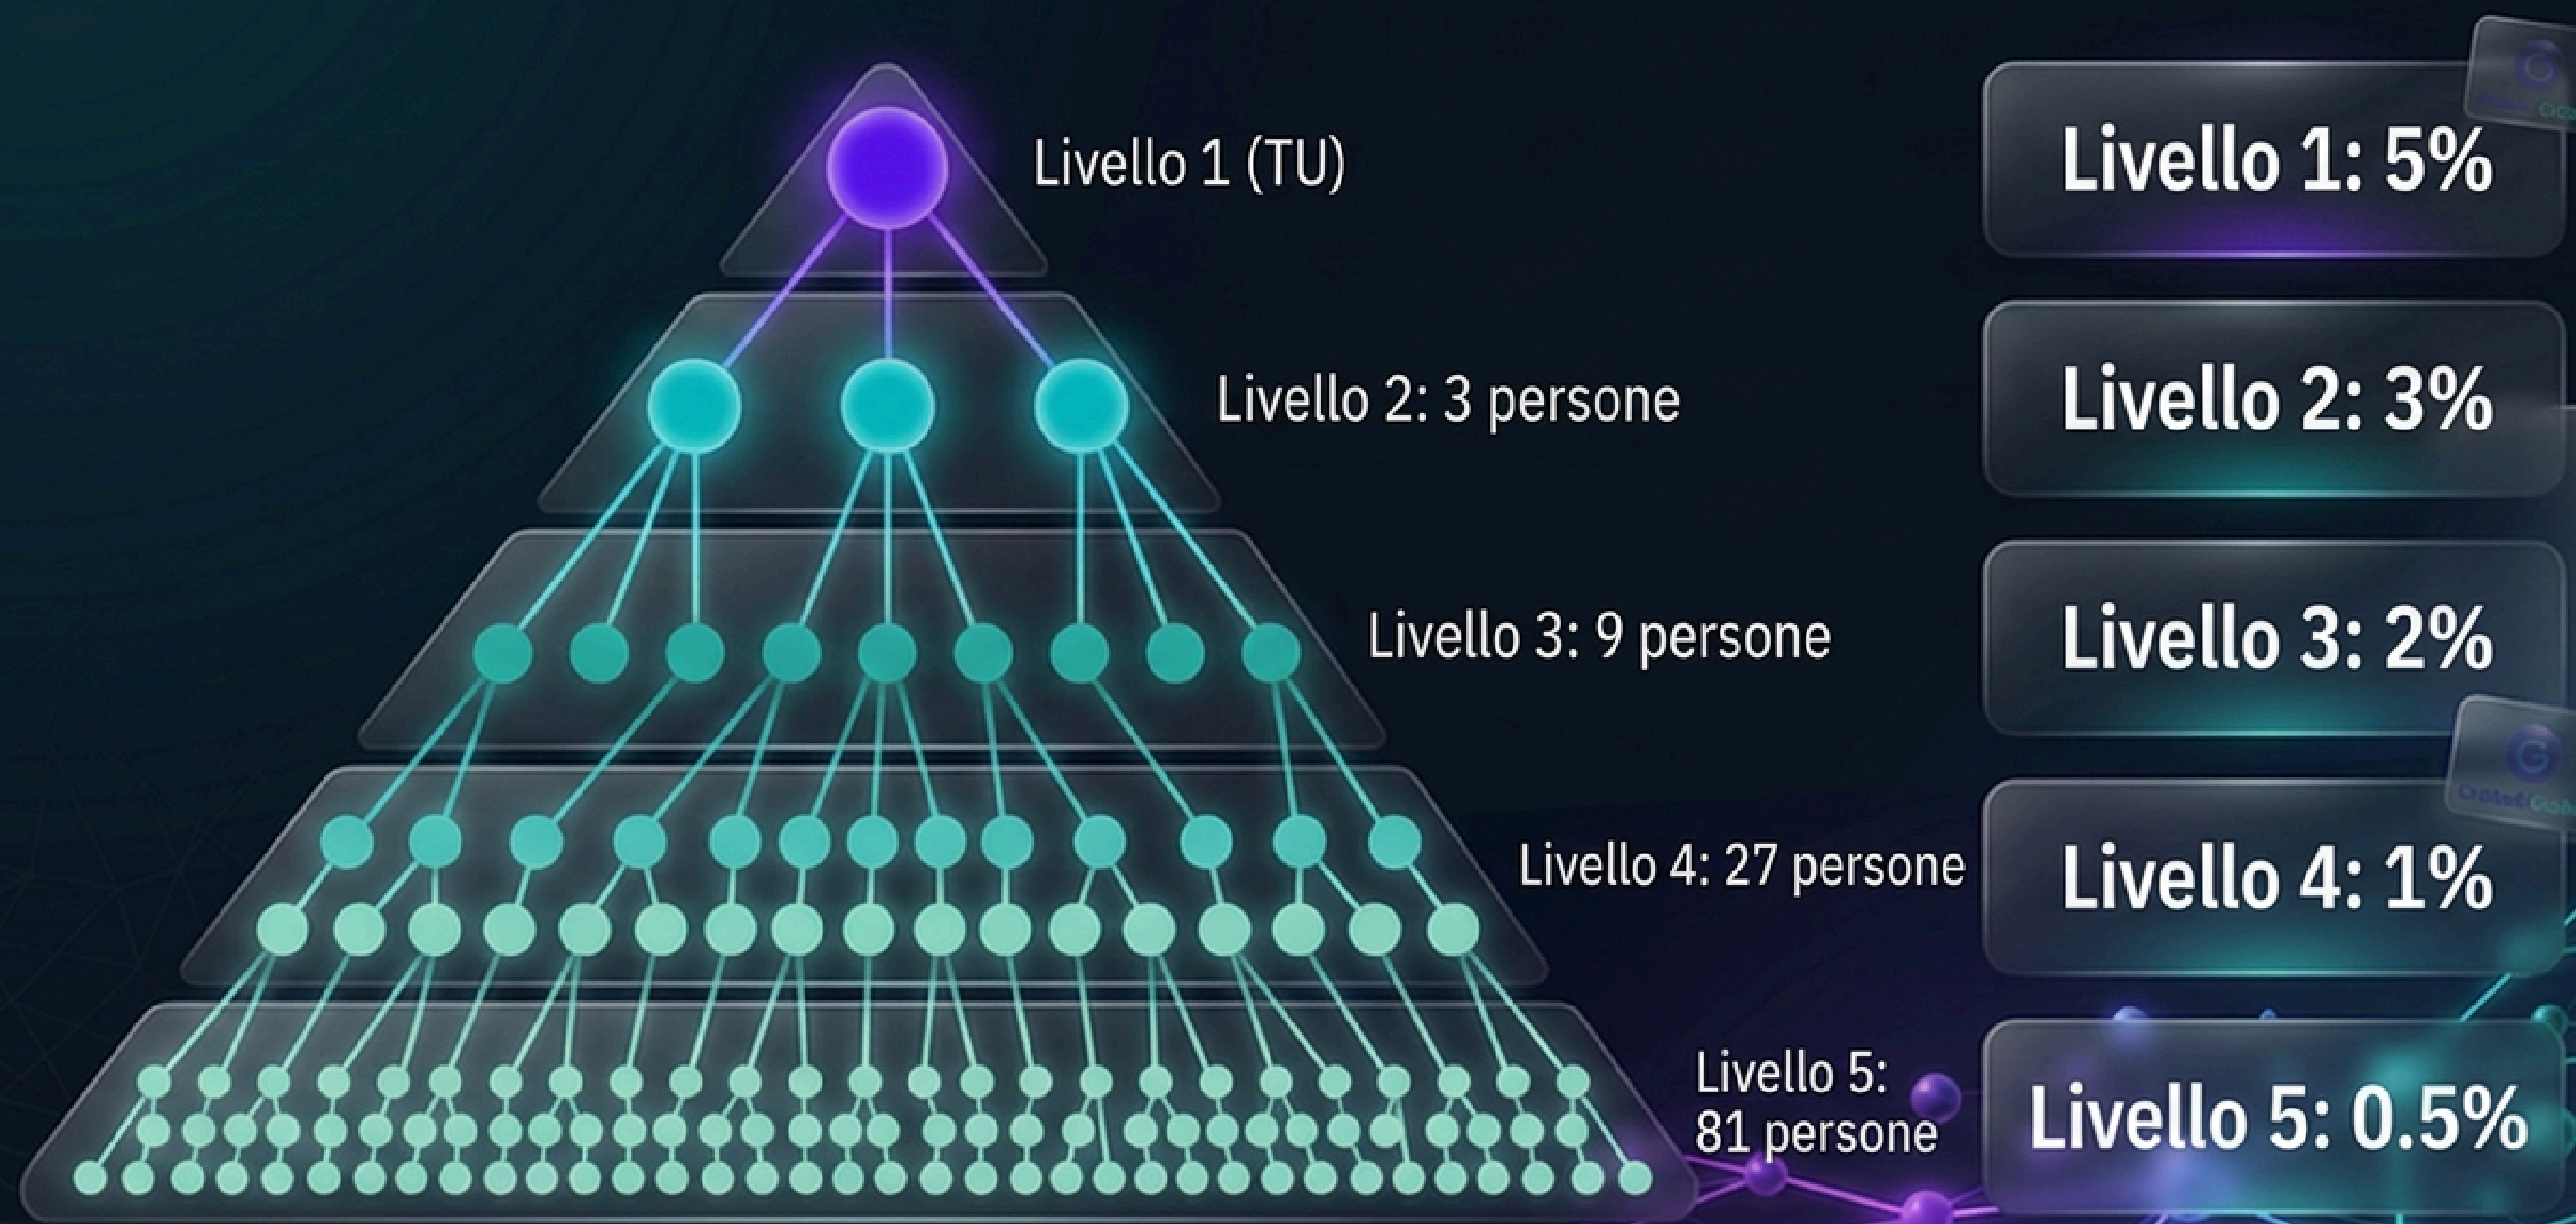 Livello 1 (TU)
Livello 1: 5%
Livello 2: 3 persone
Livello 2: 3%
Livello 3: 9 persone
Livello 3: 2%
Livello 4: 27 persone
Livello 4: 1%
Livello 5:
81 persone
Livello 5: 0.5%